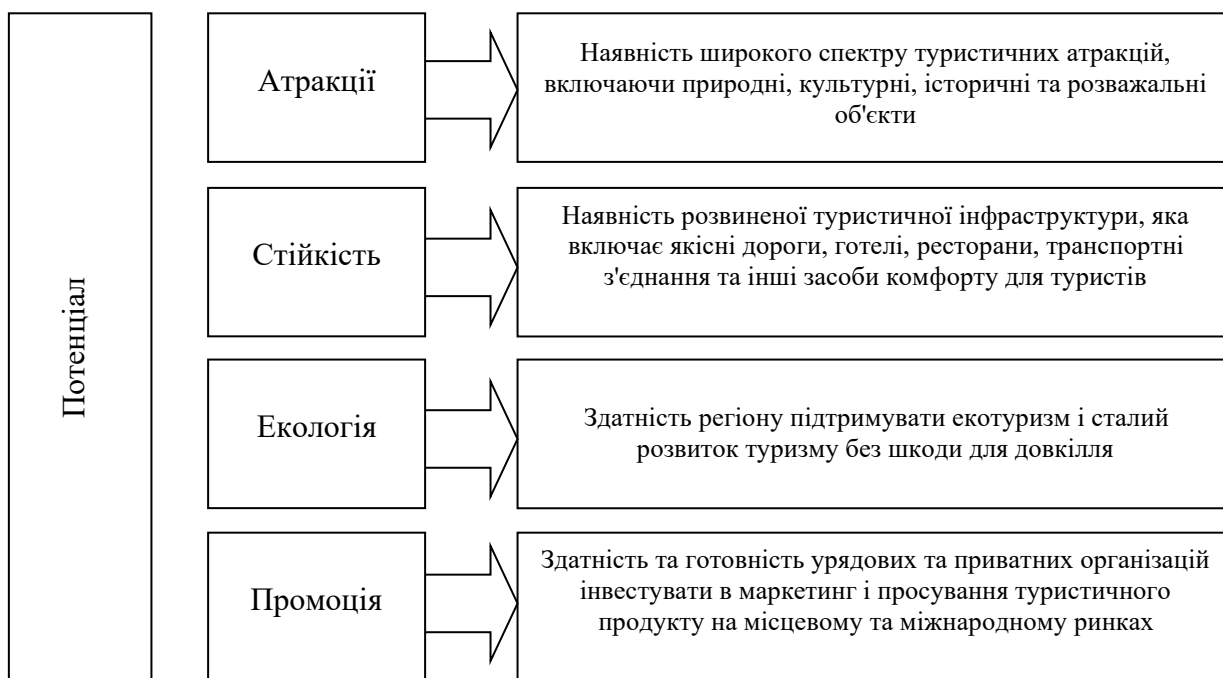 Потенціал
Атракції
Наявність широкого спектру туристичних атракцій,
включаючи природні, культурні, історичні та розважальні
об'єкти
Стійкість
Наявність розвиненої туристичної інфраструктури, яка
включає якісні дороги, готелі, ресторани, транспортні
з'єднання та інші засоби комфорту для туристів
Екологія
Здатність регіону підтримувати екотуризм і сталий
розвиток туризму без шкоди для довкілля
Промоція
Здатність та готовність урядових та приватних організацій
інвестувати в маркетинг і просування туристичного
продукту на місцевому та міжнародному ринках